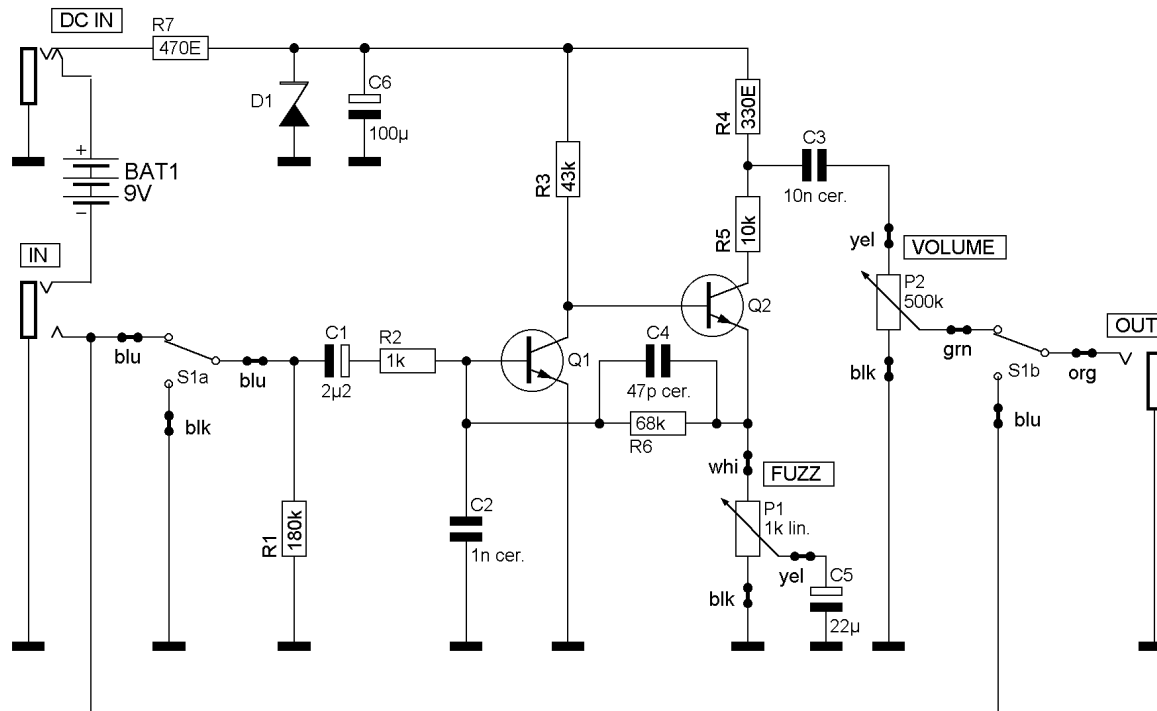 DC IN
R7
470E
D1
C6
100µ
R4
330E
C3
10n cer.
+
BAT1
9V
−
R3
43k
R5
10k
yel
VOLUME
P2
500k
IN
Q2
C1
2µ2
R2
1k
Q1
C4
47p cer.
68k
R6
blu
S1a
blu
blk
grn
blk
S1b
org
blu
OUT
whi
FUZZ
P1
1k lin.
R1
180k
C2
1n cer.
yel
C5
22µ
blk